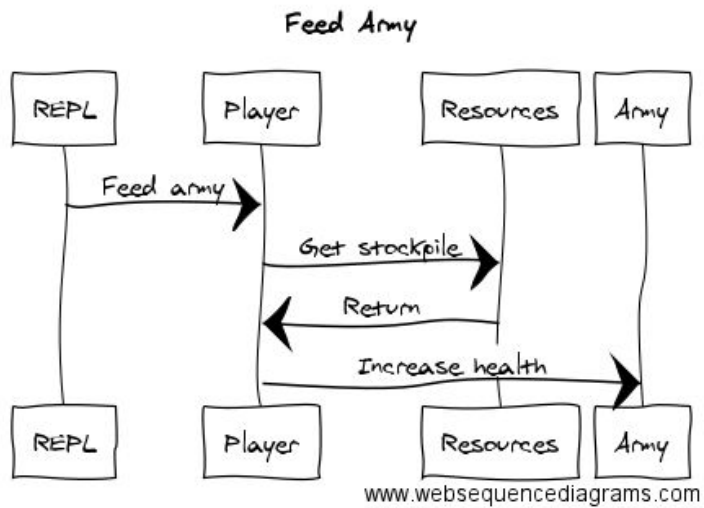 Feed Army
REPL Player Resources Army
Feed army
Get stockpile
Return
Increase health
REPL Player Resources Army
www.websequencediagrams.com